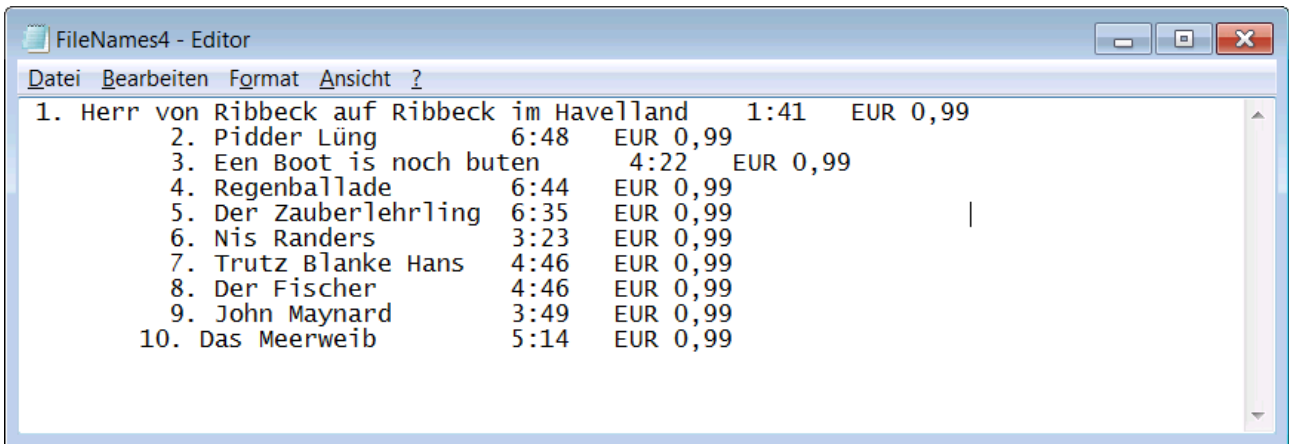 FileNames4 - Editor
Datei Bearbeiten Format Ansicht ?
1. Herr von Ribbeck auf Ribbeck im Havelland 1:41 EUR 0,99
2. Pidder Lüng 6:48 EUR 0,99
3. Een Boot is noch buten 4:22 EUR 0,99
4. Regenballade 6:44 EUR 0,99
5. Der Zauberlehrling 6:35 EUR 0,99
6. Nis Randers 3:23 EUR 0,99
7. Trutz Blanke Hans 4:46 EUR 0,99
8. Der Fischer 4:46 EUR 0,99
9. John Maynard 3:49 EUR 0,99
10. Das Meerweib 5:14 EUR 0,99